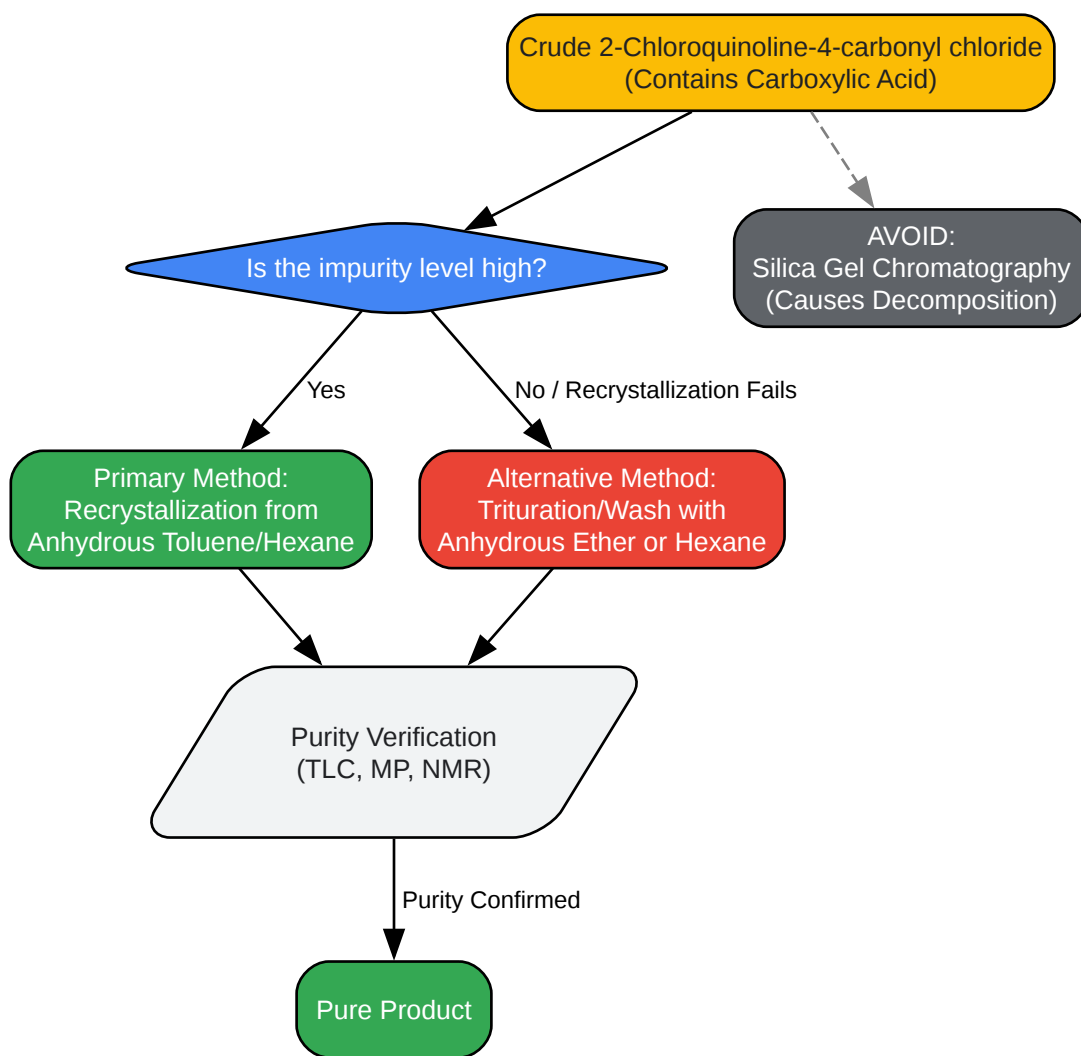 Crude 2-Chloroquinoline-4-carbonyl chloride
(Contains Carboxylic Acid)
AVOID:
Silica Gel Chromatography
(Causes Decomposition)
Is the impurity level high?
Yes
No / Recrystallization Fails
Primary Method:
Recrystallization from
Anhydrous Toluene/Hexane
Alternative Method:
Trituration/Wash with
Anhydrous Ether or Hexane
Purity Verification
(TLC, MP, NMR)
Purity Confirmed
Pure Product